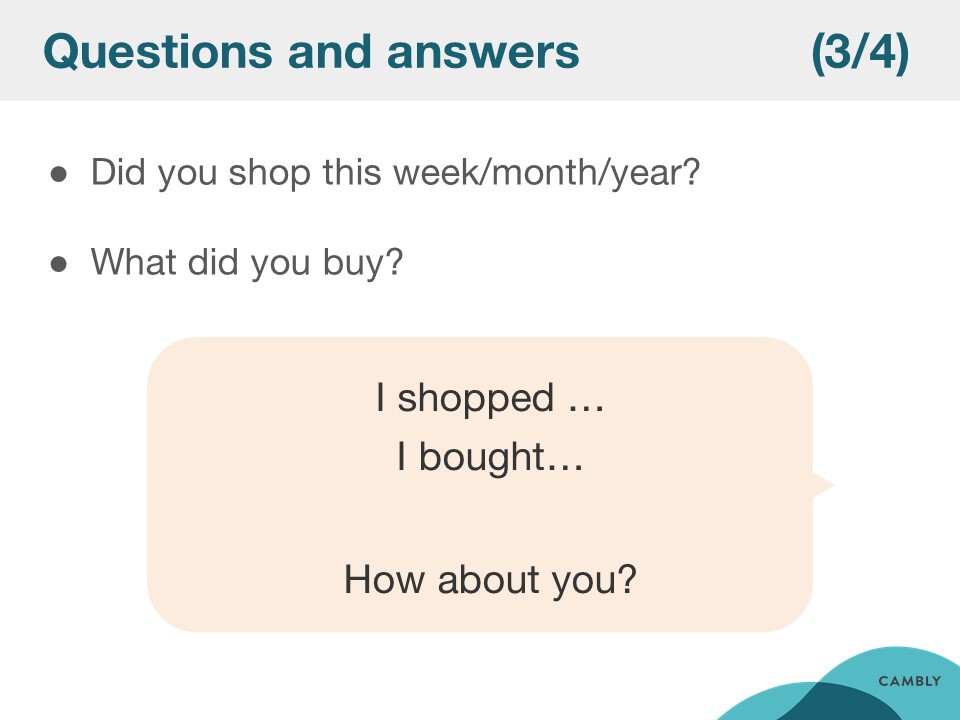 Questions and answers (3/4)
● Did you shop this week/month/year?
● What did you buy?
I shopped …
I bought…
How about you?
CAMBLY